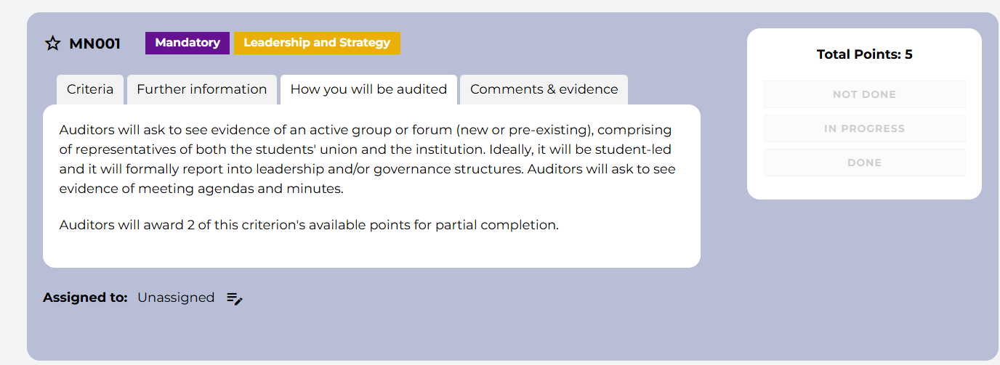 MN001 Mandatory Leadership and Strategy
Total Points: 5
Criteria Further information How you will be audited Comments & evidence
NOT DONE
IN PROGRESS
DONE
Auditors will ask to see evidence of an active group or forum (new or pre-existing), comprising
of representatives of both the students' union and the institution. Ideally, it will be student-led
and it will formally report into leadership and/or governance structures. Auditors will ask to see
evidence of meeting agendas and minutes.
Auditors will award 2 of this criterion's available points for partial completion.
Assigned to: Unassigned